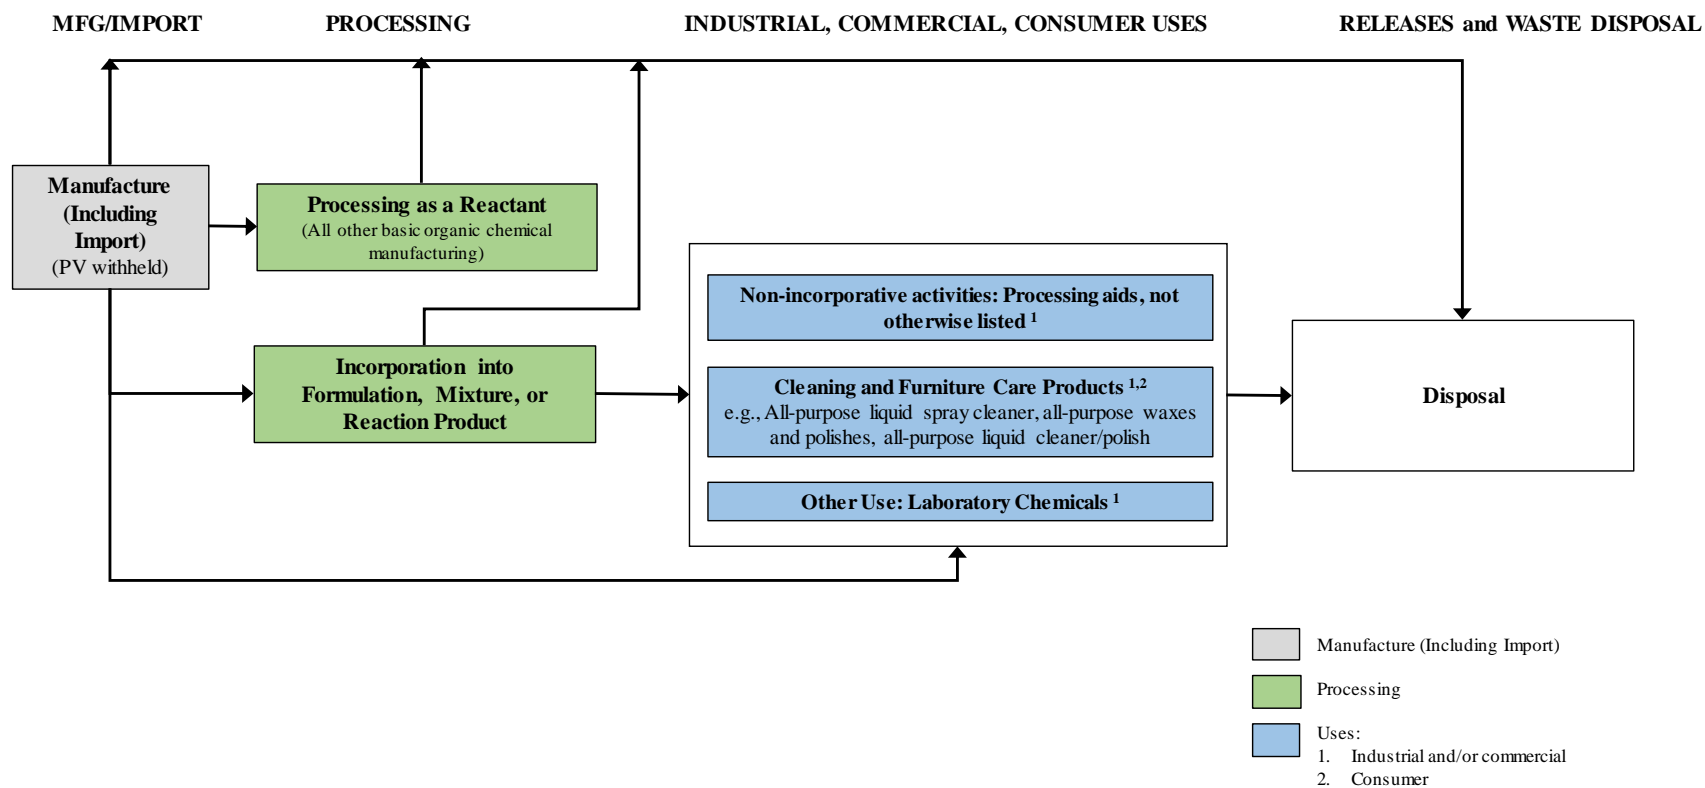 MFG/IMPORT
PROCESSING
INDUSTRIAL, COMMERCIAL, CONSUMER USES
RELEASES and WASTE DISPOSAL
Manufacture
(Including
Import)
(PV withheld)
Processing as a Reactant
(All other basic organic chemical
manufacturing)
Incorporation into
Formulation, Mixture, or
Reaction Product
Non-incorporative activities: Processing aids, not
otherwise listed 1
Cleaning and Furniture Care Products 1,2
e.g., All-purpose liquid spray cleaner, all-purpose waxes
and polishes, all-purpose liquid cleaner/polish
Other Use: Laboratory Chemicals 1
Disposal
Manufacture (Including Import)
Processing
Uses:
1. Industrial and/or commercial
2. Consumer